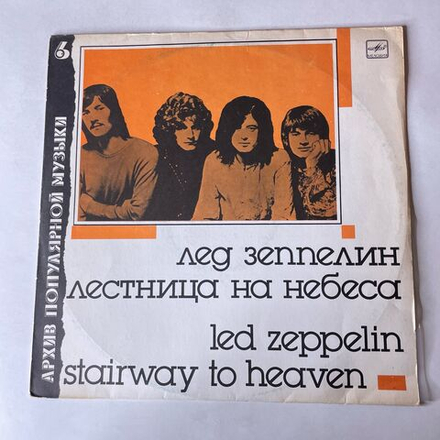 6
АРХИВ ПОПУЛЯРНОЙ МУЗЫКИ
лед зеппелин
лестница на небеса
led zeppelin
stairway to heaven